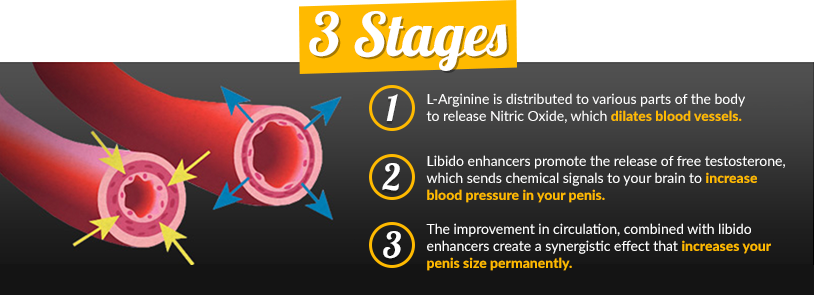 3 Stages
1
L-Arginine is distributed to various parts of the body
to release Nitric Oxide, which dilates blood vessels.
2
Libido enhancers promote the release of free testosterone,
which sends chemical signals to your brain to increase
blood pressure in your penis.
3
The improvement in circulation, combined with libido
enhancers create a synergistic effect that increases your
penis size permanently.